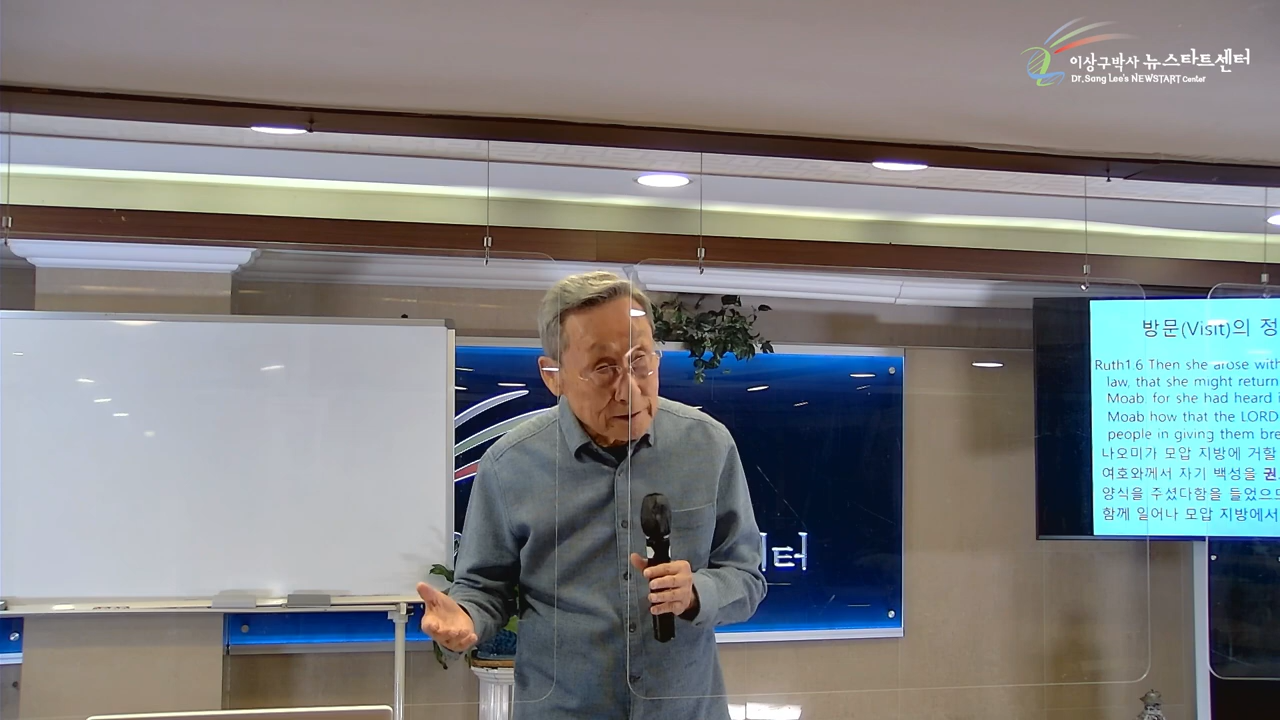 이상구박사 뉴스타트센터
Dr. Sang Lee's NEWSTART Center
방문(Visit)의 정
Ruth1:6 Then she arose with
law, that she might return
Moab for she had heard i
Moab how that the LORD
people in giving them bre
나오미가 모압 지방에 거할
여호와께서 자기 백성을 권
양식을 주셨다함을 들었으므
함께 일어나 모압 지방에서
터